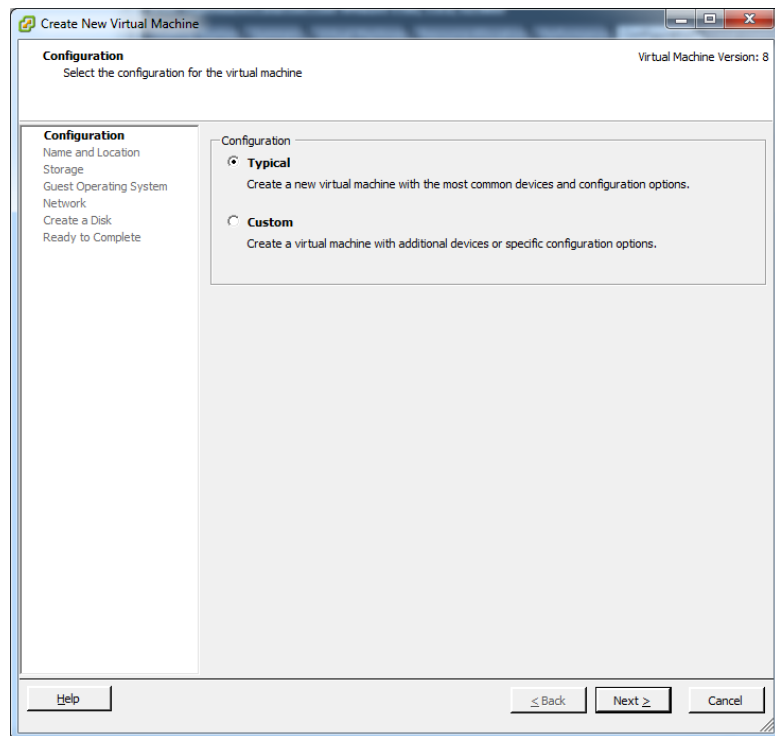 Create New Virtual Machine
Configuration
Virtual Machine Version: 8
Select the configuration for the virtual machine
Configuration
Name and Location
Storage
Guest Operating System
Network
Create a Disk
Ready to Complete
Configuration
Typical
Create a new virtual machine with the most common devices and configuration options.
Custom
Create a virtual machine with additional devices or specific configuration options.
Help
< Back
Next >
Cancel